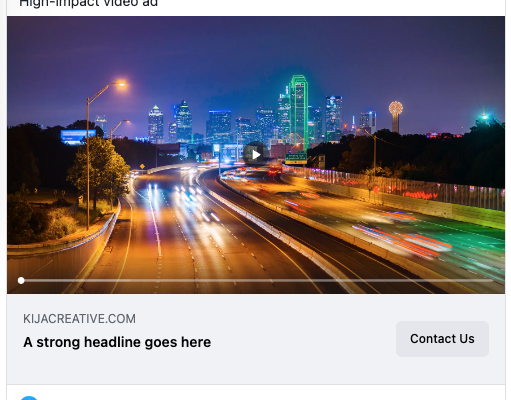 High-impact video ad
KIJACREATIVE.COM
A strong headline goes here
Contact Us